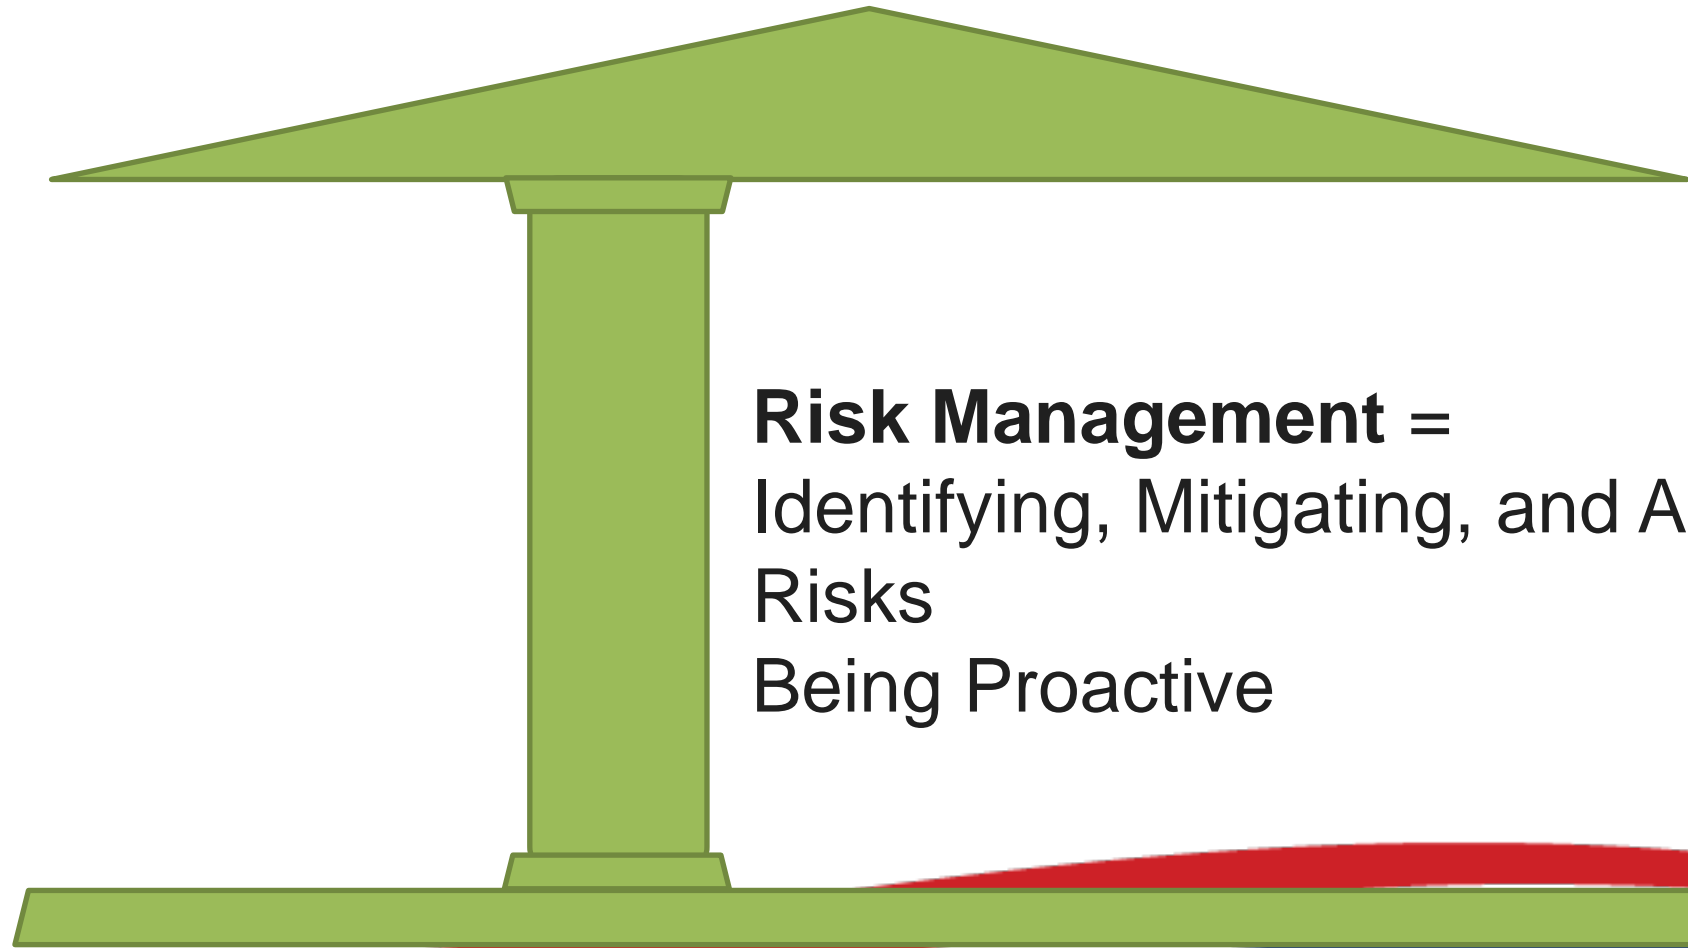 Risk Management =
Identifying, Mitigating, and A
Risks
Being Proactive